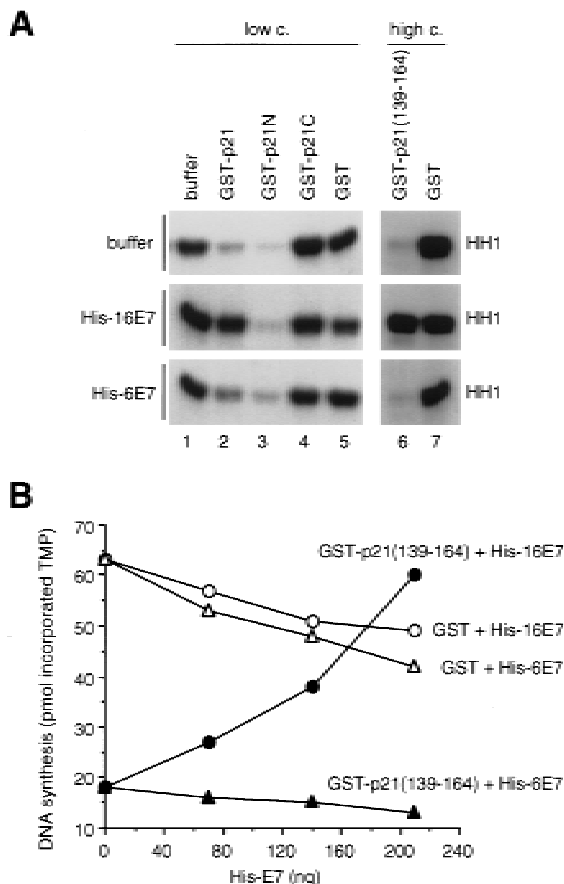 A
low c.
high c.
buffer
GST-p21
GST-p21N
GST-p21C
GST
GST-p21(139-164)
GST
buffer
HH1
His-16E7
HH1
His-6E7
HH1
1 2 3 4 5 6 7
B
DNA synthesis (pmol incorporated TMP)
70
60
50
40
30
20
10
GST-p21(139-164) + His-16E7
GST + His-16E7
GST + His-6E7
GST-p21(139-164) + His-6E7
0 40 80 120 160 200 240
His-E7 (ng)